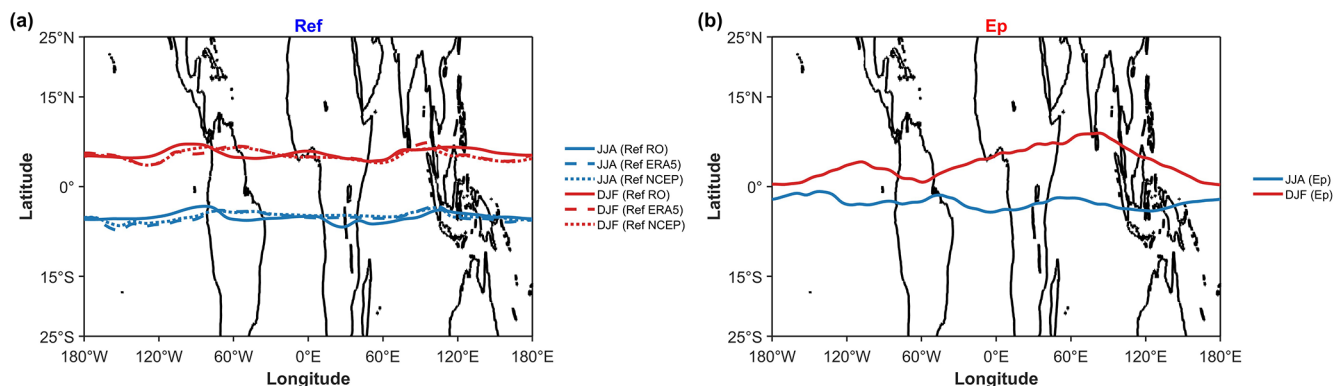 (a)
Ref
25°N
15°N
0°
15°S
25°S
Latitude
180°W
120°W
60°W
0°E
60°E
120°E
180°E
Longitude
JJA (Ref RO)
JJA (Ref ERA5)
JJA (Ref NCEP)
DJF (Ref RO)
DJF (Ref ERA5)
DJF (Ref NCEP)
(b)
Ep
25°N
15°N
0°
15°S
25°S
Latitude
180°W
120°W
60°W
0°E
60°E
120°E
180°E
Longitude
JJA (Ep)
DJF (Ep)